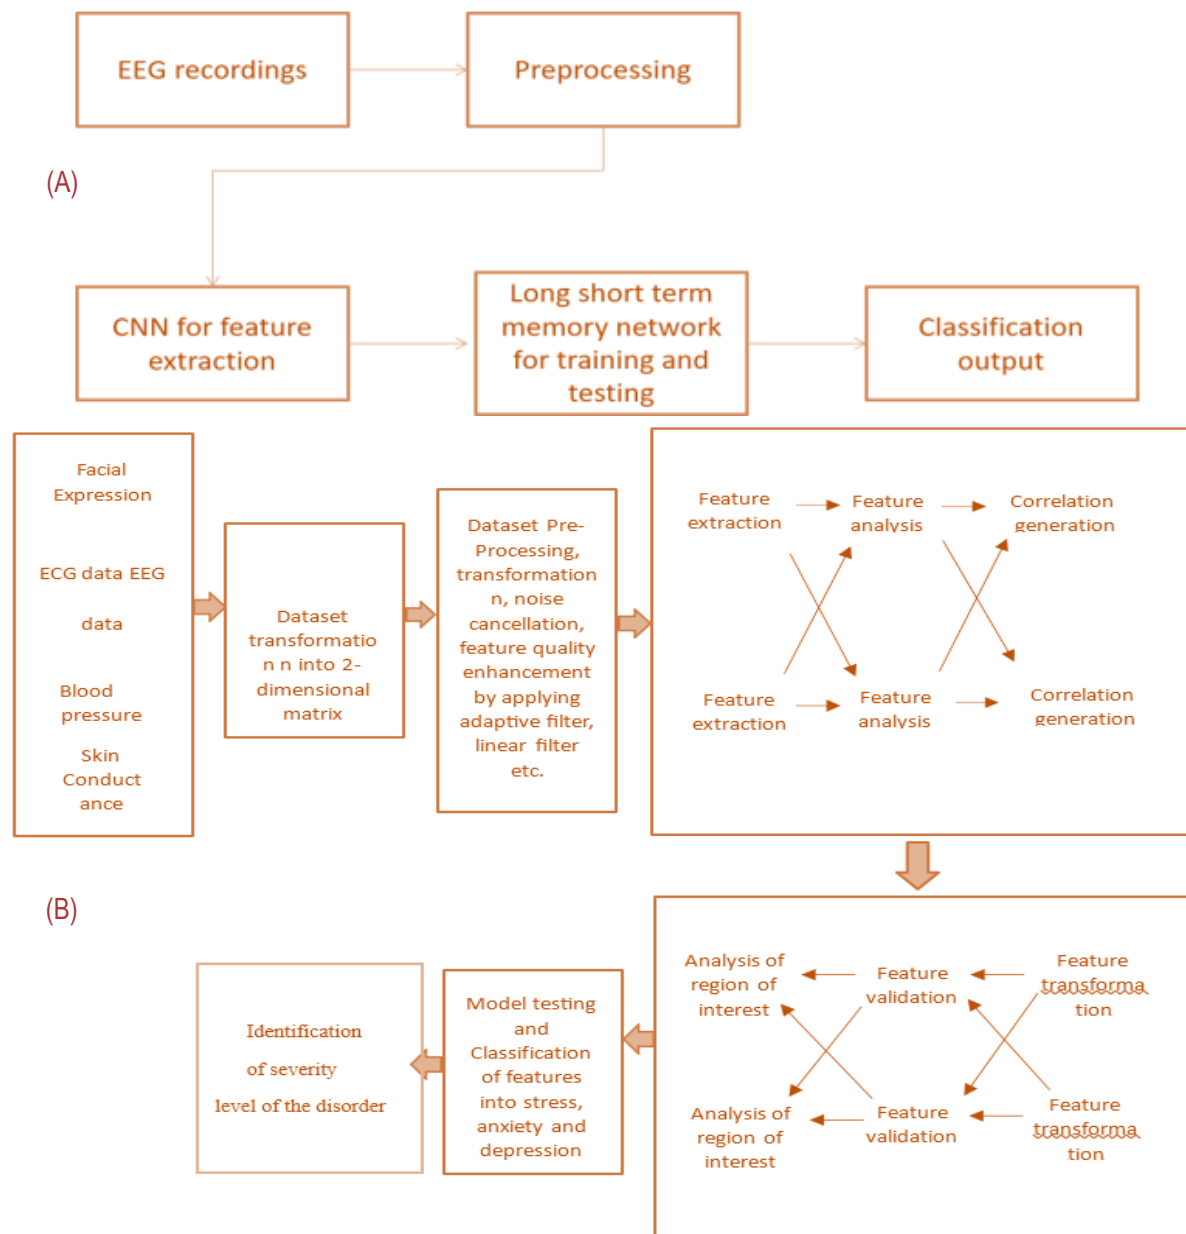 EEG recordings
Preprocessing
(A)
CNN for feature
extraction
Long short term
memory network
for training and
testing
Classification
output
Facial
Expression
ECG data EEG
data
Blood
pressure
Skin
Conduct
ance
Dataset
transformatio
n n into 2-
dimensional
matrix
Dataset Pre-
Processing,
transformation
n, noise
cancellation,
feature quality
enhancement
by applying
adaptive filter,
linear filter
etc.
Feature
extraction
Feature
analysis
Correlation
generation
Feature
extraction
Feature
analysis
Correlation
generation
(B)
Feature
transforma
tion
Feature
validation
Analysis of
region of
interest
Feature
transforma
tion
Feature
validation
Analysis of
region of
interest
Model testing
and
Classification
of features
into stress,
anxiety and
depression
Identification
of severity
level of the disorder